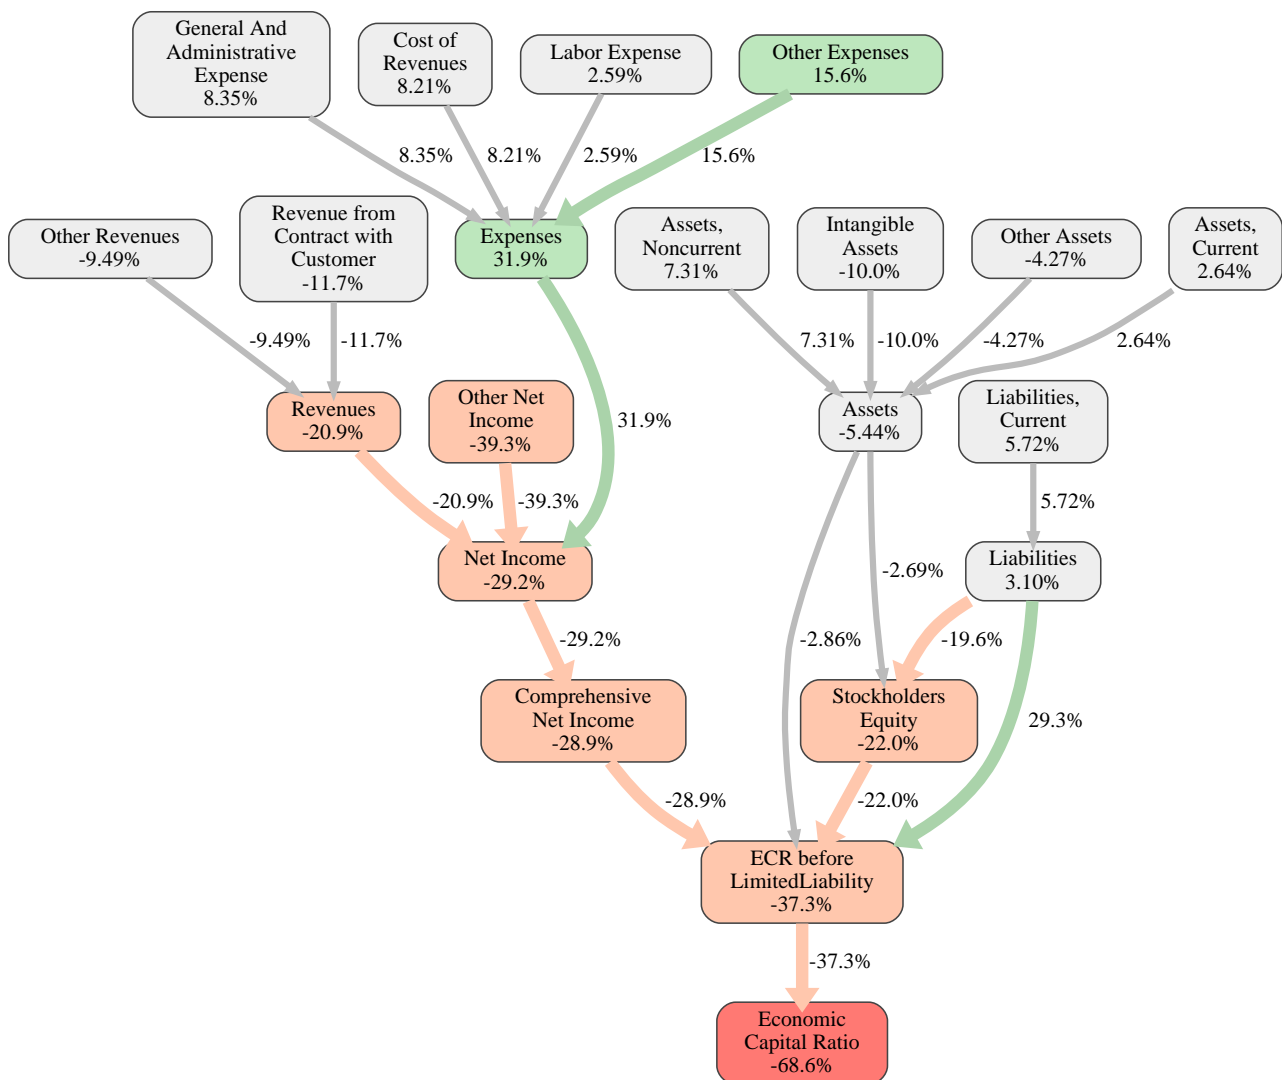 General And
Administrative
Expense
8.35%
Cost of
Revenues
8.21%
Labor Expense
2.59%
Other Expenses
15.6%
8.35%
8.21%
2.59%
15.6%
Other Revenues
-9.49%
Revenue from
Contract with
Customer
-11.7%
Expenses
31.9%
Assets,
Noncurrent
7.31%
Intangible
Assets
-10.0%
Other Assets
-4.27%
Assets,
Current
2.64%
-9.49%
-11.7%
7.31%
-10.0%
-4.27%
2.64%
Revenues
-20.9%
Other Net
Income
-39.3%
31.9%
Assets
-5.44%
Liabilities,
Current
5.72%
-20.9%
-39.3%
5.72%
Net Income
-29.2%
-2.69%
Liabilities
3.10%
-29.2%
-2.86%
-19.6%
Comprehensive
Net Income
-28.9%
Stockholders
Equity
-22.0%
29.3%
-28.9%
-22.0%
ECR before
LimitedLiability
-37.3%
-37.3%
Economic
Capital Ratio
-68.6%